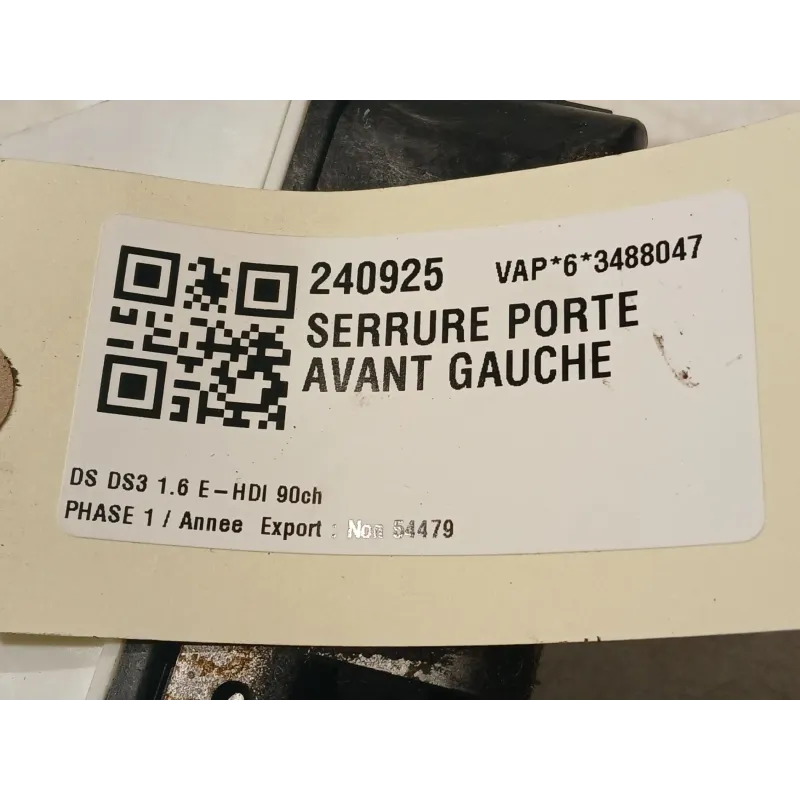 240925 VAP*6*3488047
SERRURE PORTE
AVANT GAUCHE
DS DS3 1.6 E-HDI 90ch
PHASE 1 / Annee Export : Non 54479